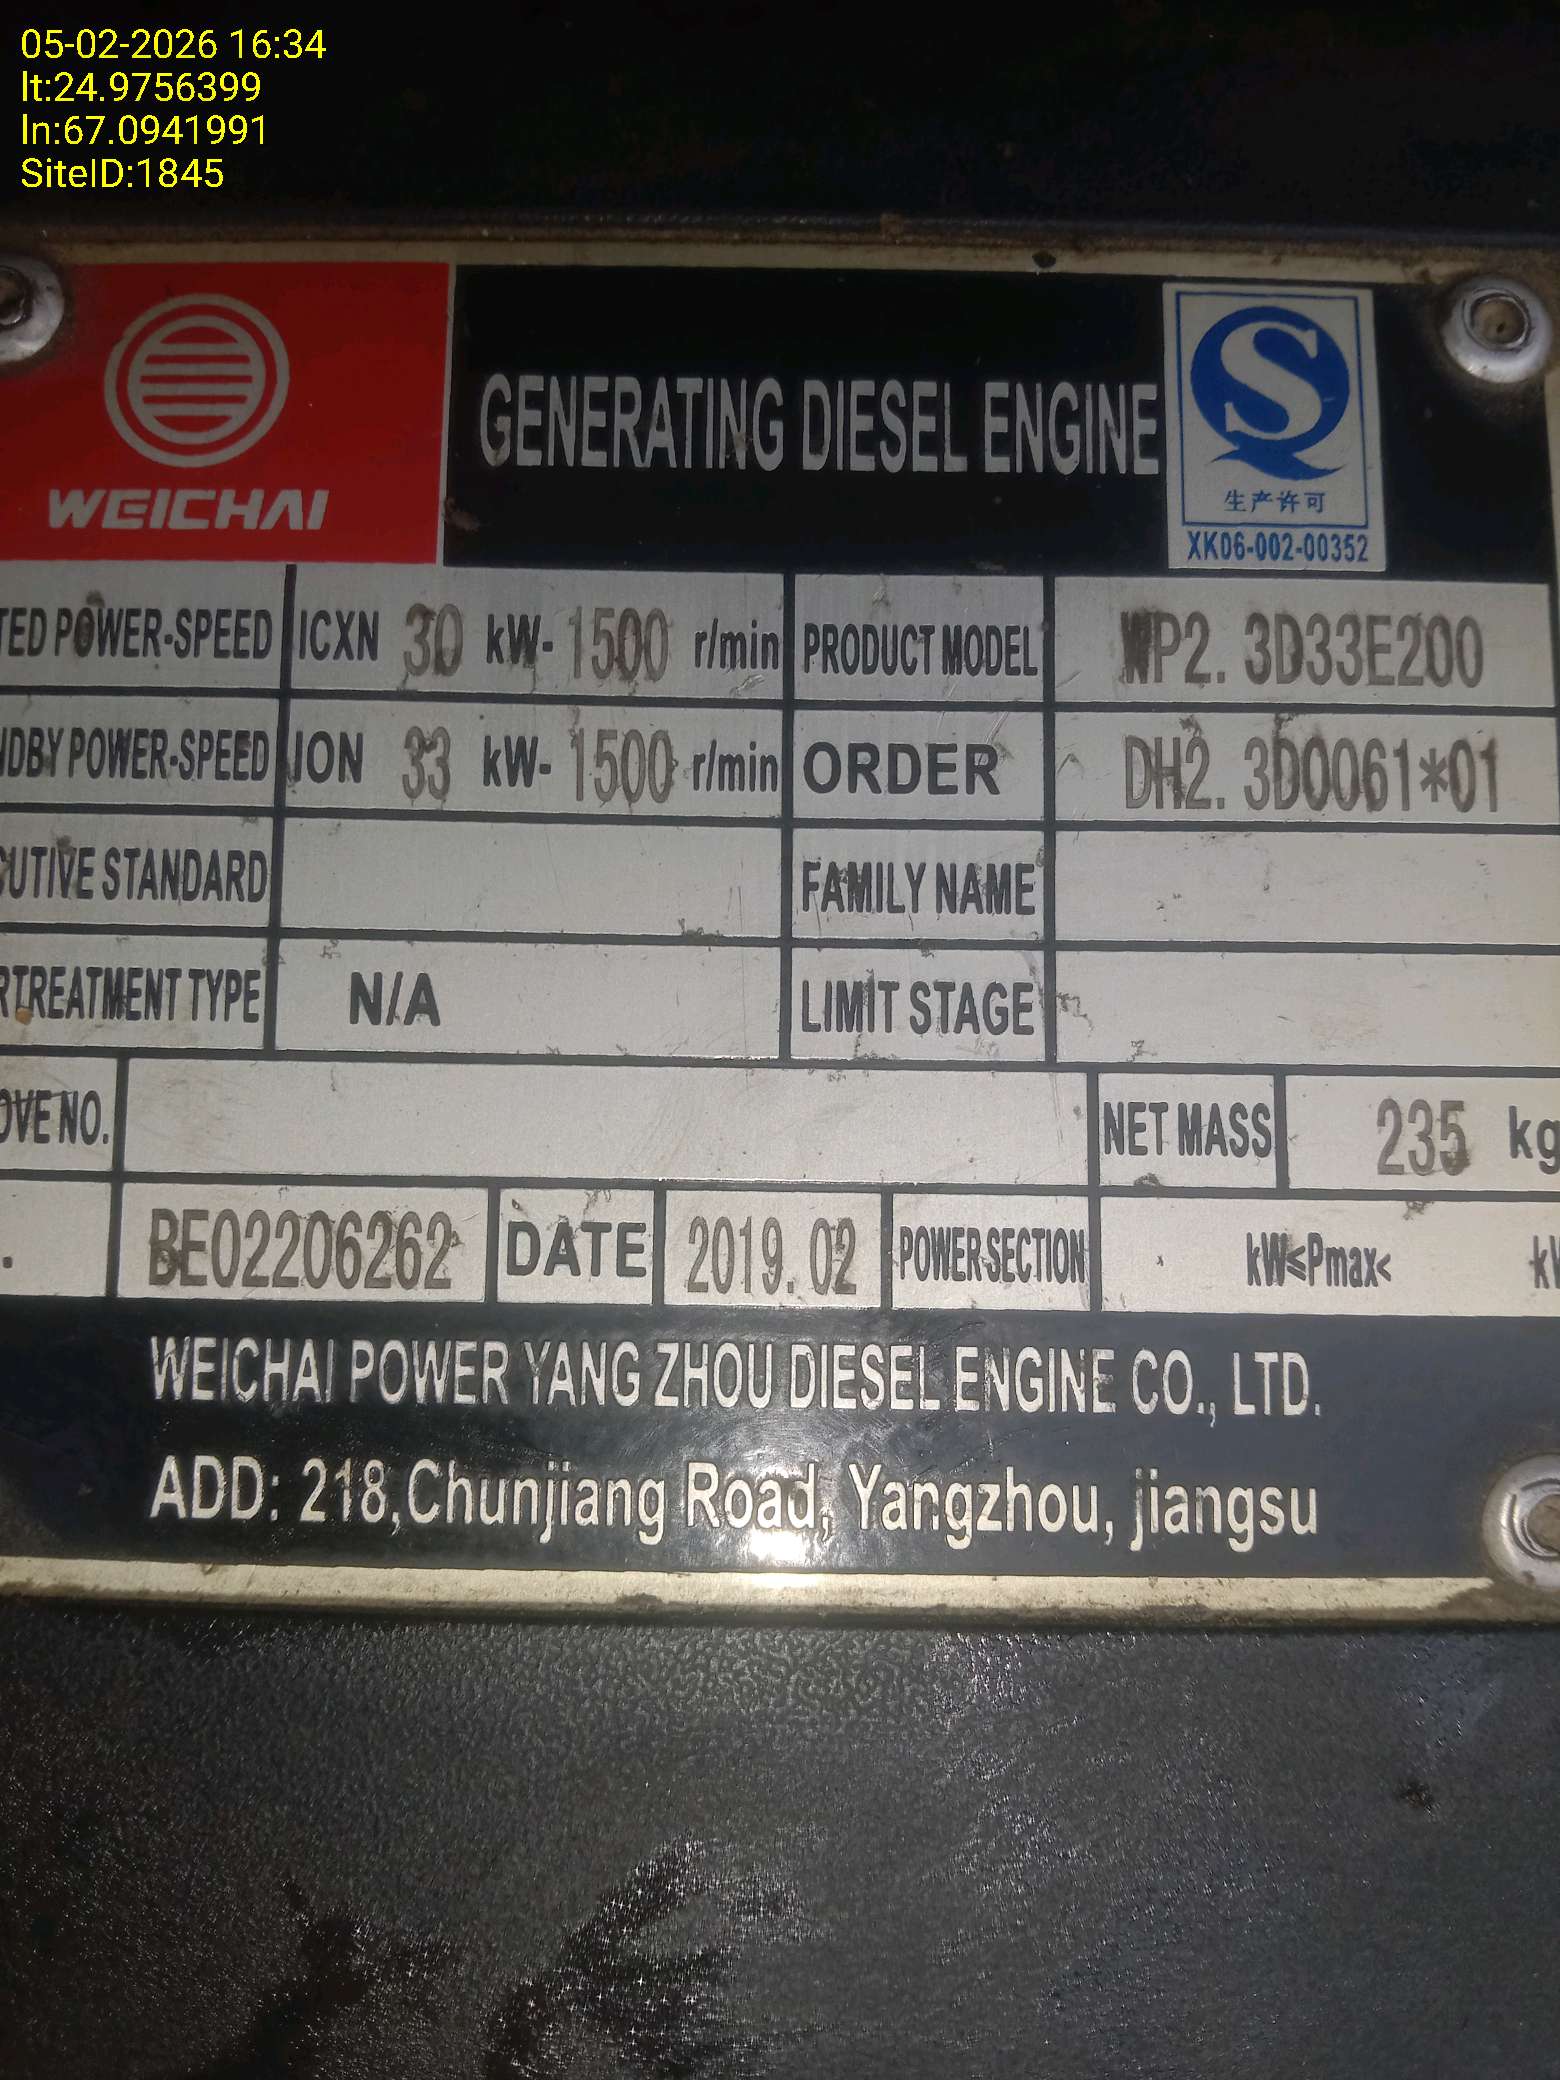 05-02-2026 16:34
lt:24.9756399
ln:67.0941991
SiteID:1845
WEICHAI
GENERATING DIESEL ENGINE
S
生产许可
XK06-002-00352
TED POWER-SPEED ICXN 30 kW- 1500 r/min PRODUCT MODEL WP2. 3D33E200
NDBY POWER-SPEED ION 33 kW- 1500 r/min ORDER DH2. 3D0061*01
CUTIVE STANDARD FAMILY NAME
RTREATMENT TYPE N/A LIMIT STAGE
OVE NO. NET MASS 235 kg
. BE02206262 DATE 2019. 02 POWER SECTION kW≤Pmax< kW
WEICHAI POWER YANG ZHOU DIESEL ENGINE CO., LTD.
ADD: 218,Chunjiang Road, Yangzhou, jiangsu